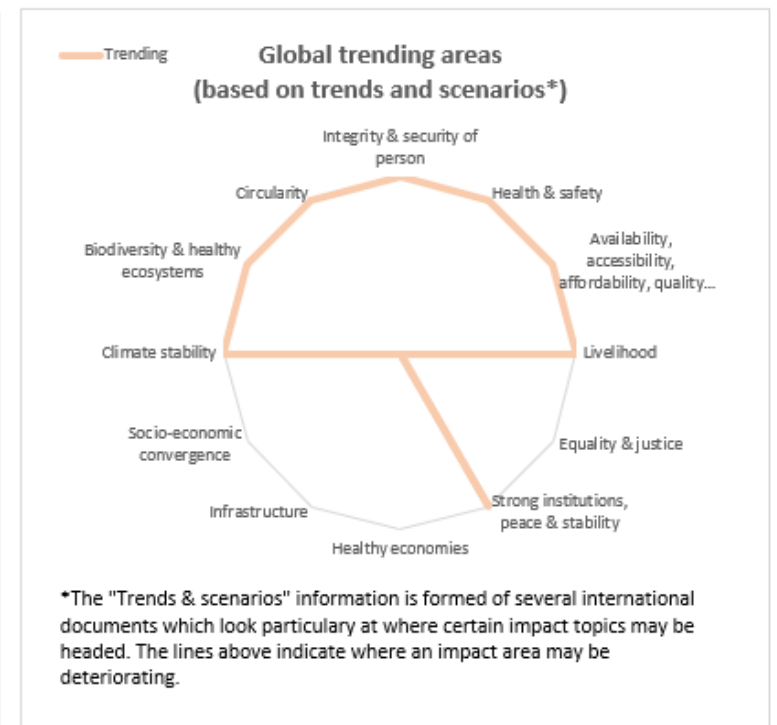 Trending
Global trending areas
(based on trends and scenarios*)
Integrity & security of
person
Circularity
Health & safety
Biodiversity & healthy
ecosystems
Availability,
accessibility,
affordability, quality...
Climate stability
Livelihood
Socio-economic
convergence
Equality & justice
Infrastructure
Strong institutions,
peace & stability
Healthy economies
*The "Trends & scenarios" information is formed of several international
documents which look particulary at where certain impact topics may be
headed. The lines above indicate where an impact area may be
deteriorating.